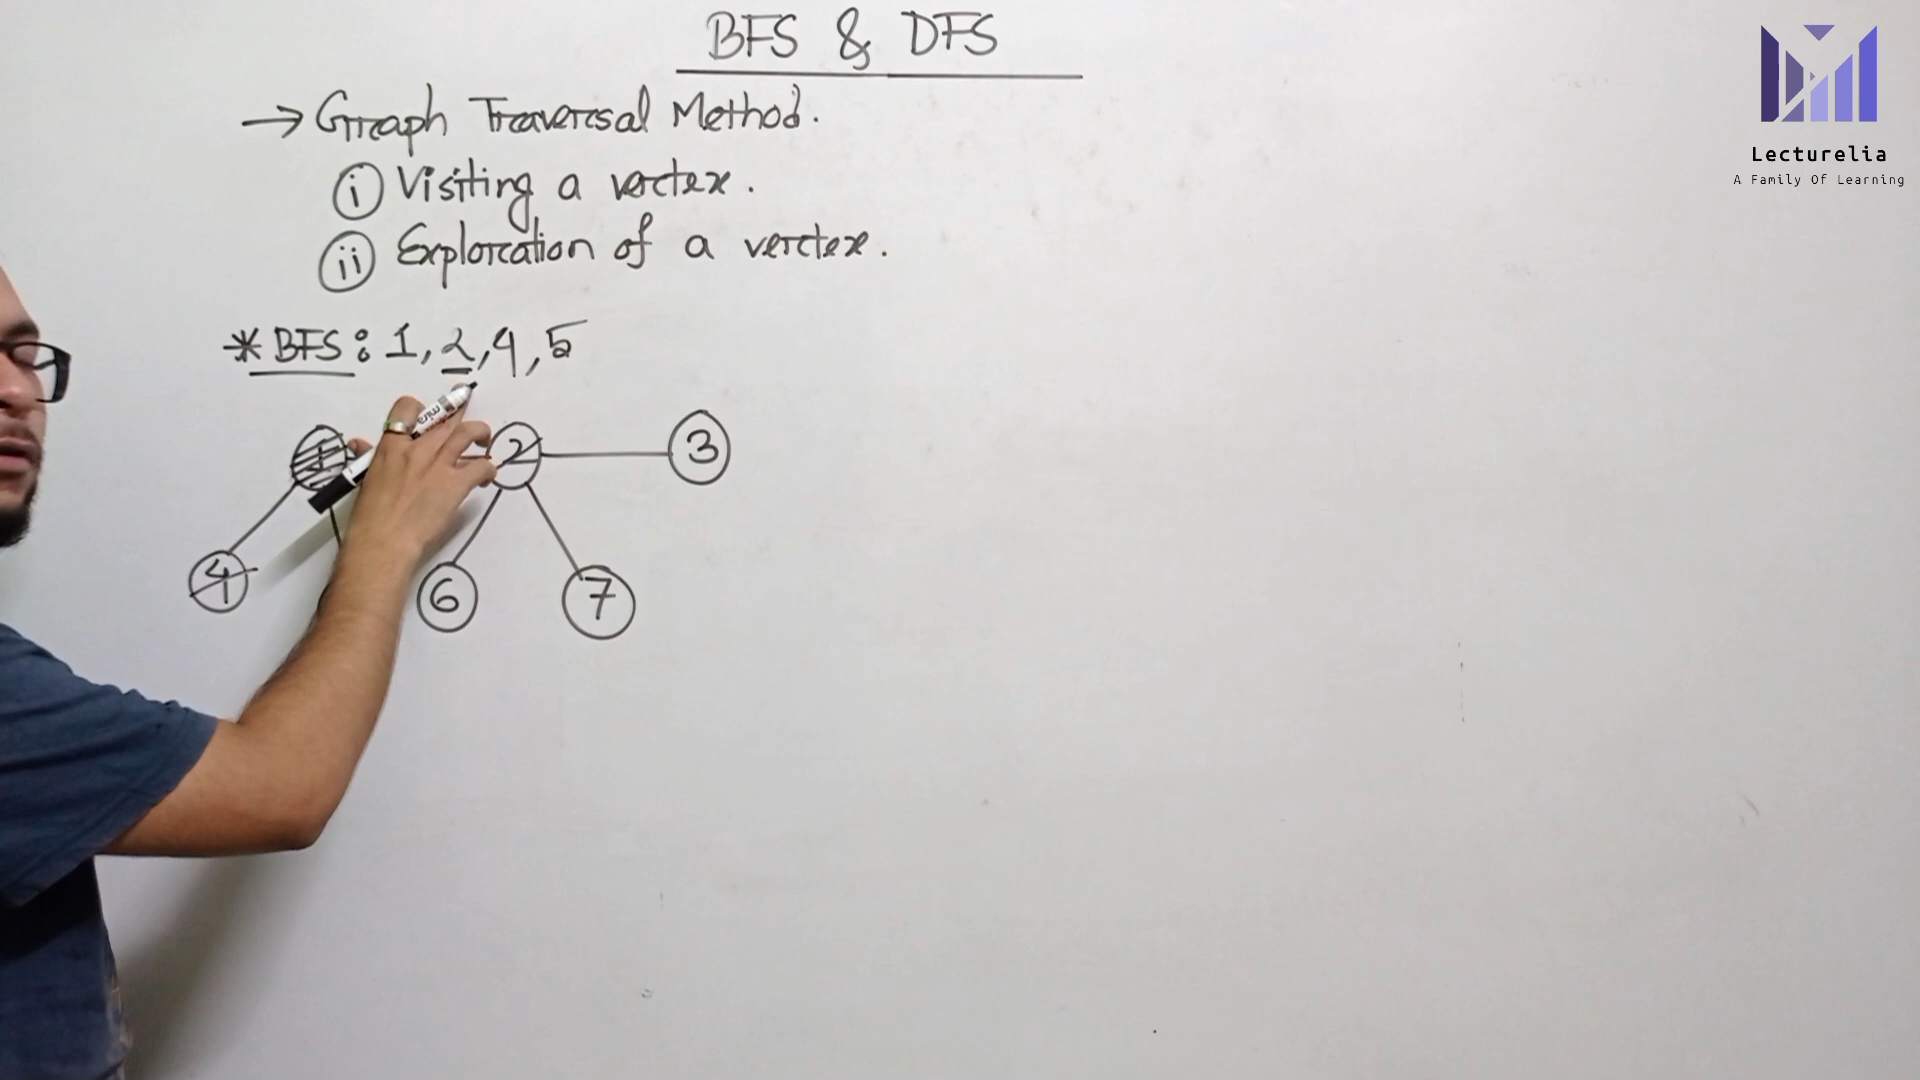 BFS & DFS
→ Graph Traversal Method.
(i) Visiting a vertex.
(ii) Exploration of a vertex.
* BFS: 1, 2, 4, 5
1 2 3
4 6 7
Lecturelia
A Family Of Learning